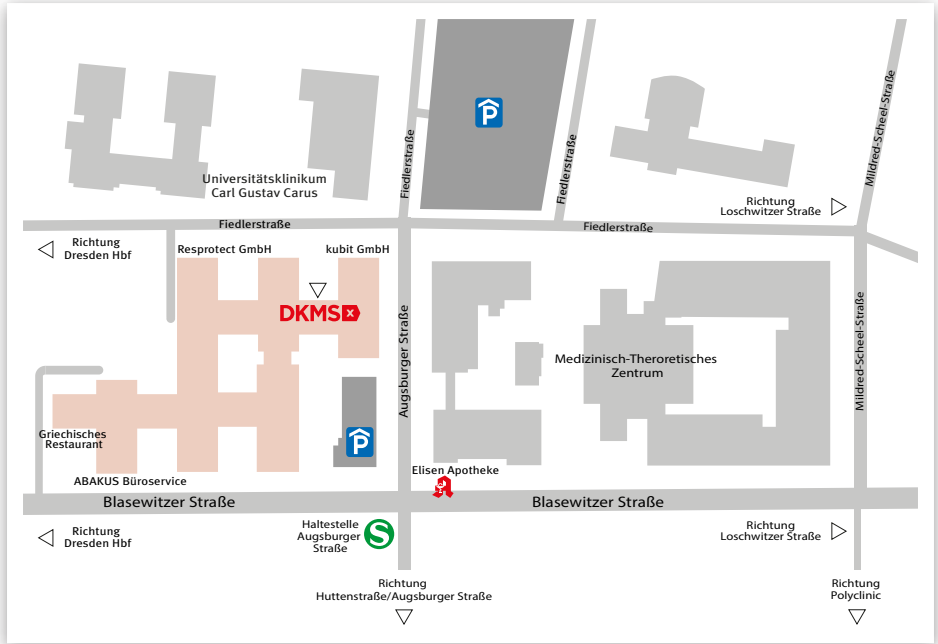 P
Mildred-Scheel-Straße
Fiedlerstraße
Fiedlerstraße
Universitätsklinikum
Carl Gustav Carus
Richtung
Loschwitzer Straße
Fiedlerstraße
Fiedlerstraße
Richtung
Dresden Hbf
Resprotect GmbH
kubit GmbH
DKMS
x
Augsburger Straße
Medizinisch-Theroretisches
Zentrum
Mildred-Scheel-Straße
Griechisches
Restaurant
P
ABAKUS Büroservice
Elisen Apotheke
Blasewitzer Straße
Blasewitzer Straße
Richtung
Dresden Hbf
Haltestelle
Augsburger
Straße
S
Richtung
Loschwitzer Straße
Richtung
Huttenstraße/Augsburger Straße
Richtung
Polyclinic